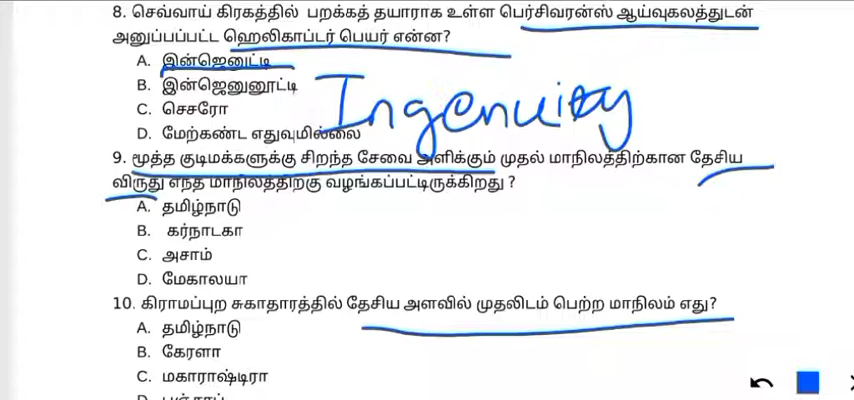 8. செவ்வாய் கிரகத்தில் பறக்கத் தயாராக உள்ள பெர்சிவரன்ஸ் ஆய்வுகலத்துடன்
அனுப்பப்பட்ட ஹெலிகாப்டர் பெயர் என்ன?
A. இன்ஜெனுட்டி
B. இன்ஜெனுனூட்டி
Ingenuity
C. செசரோ
D. மேற்கண்ட எதுவுமில்லை
9. மூத்த குடிமக்களுக்கு சிறந்த சேவை அளிக்கும் முதல் மாநிலத்திற்கான தேசிய
விருது எந்த மாநிலத்திற்கு வழங்கப்பட்டிருக்கிறது ?
A. தமிழ்நாடு
B. கர்நாடகா
C. அசாம்
D. மேகாலயா
10. கிராமப்புற சுகாதாரத்தில் தேசிய அளவில் முதலிடம் பெற்ற மாநிலம் எது?
A. தமிழ்நாடு
B. கேரளா
C. மகாராஷ்டிரா